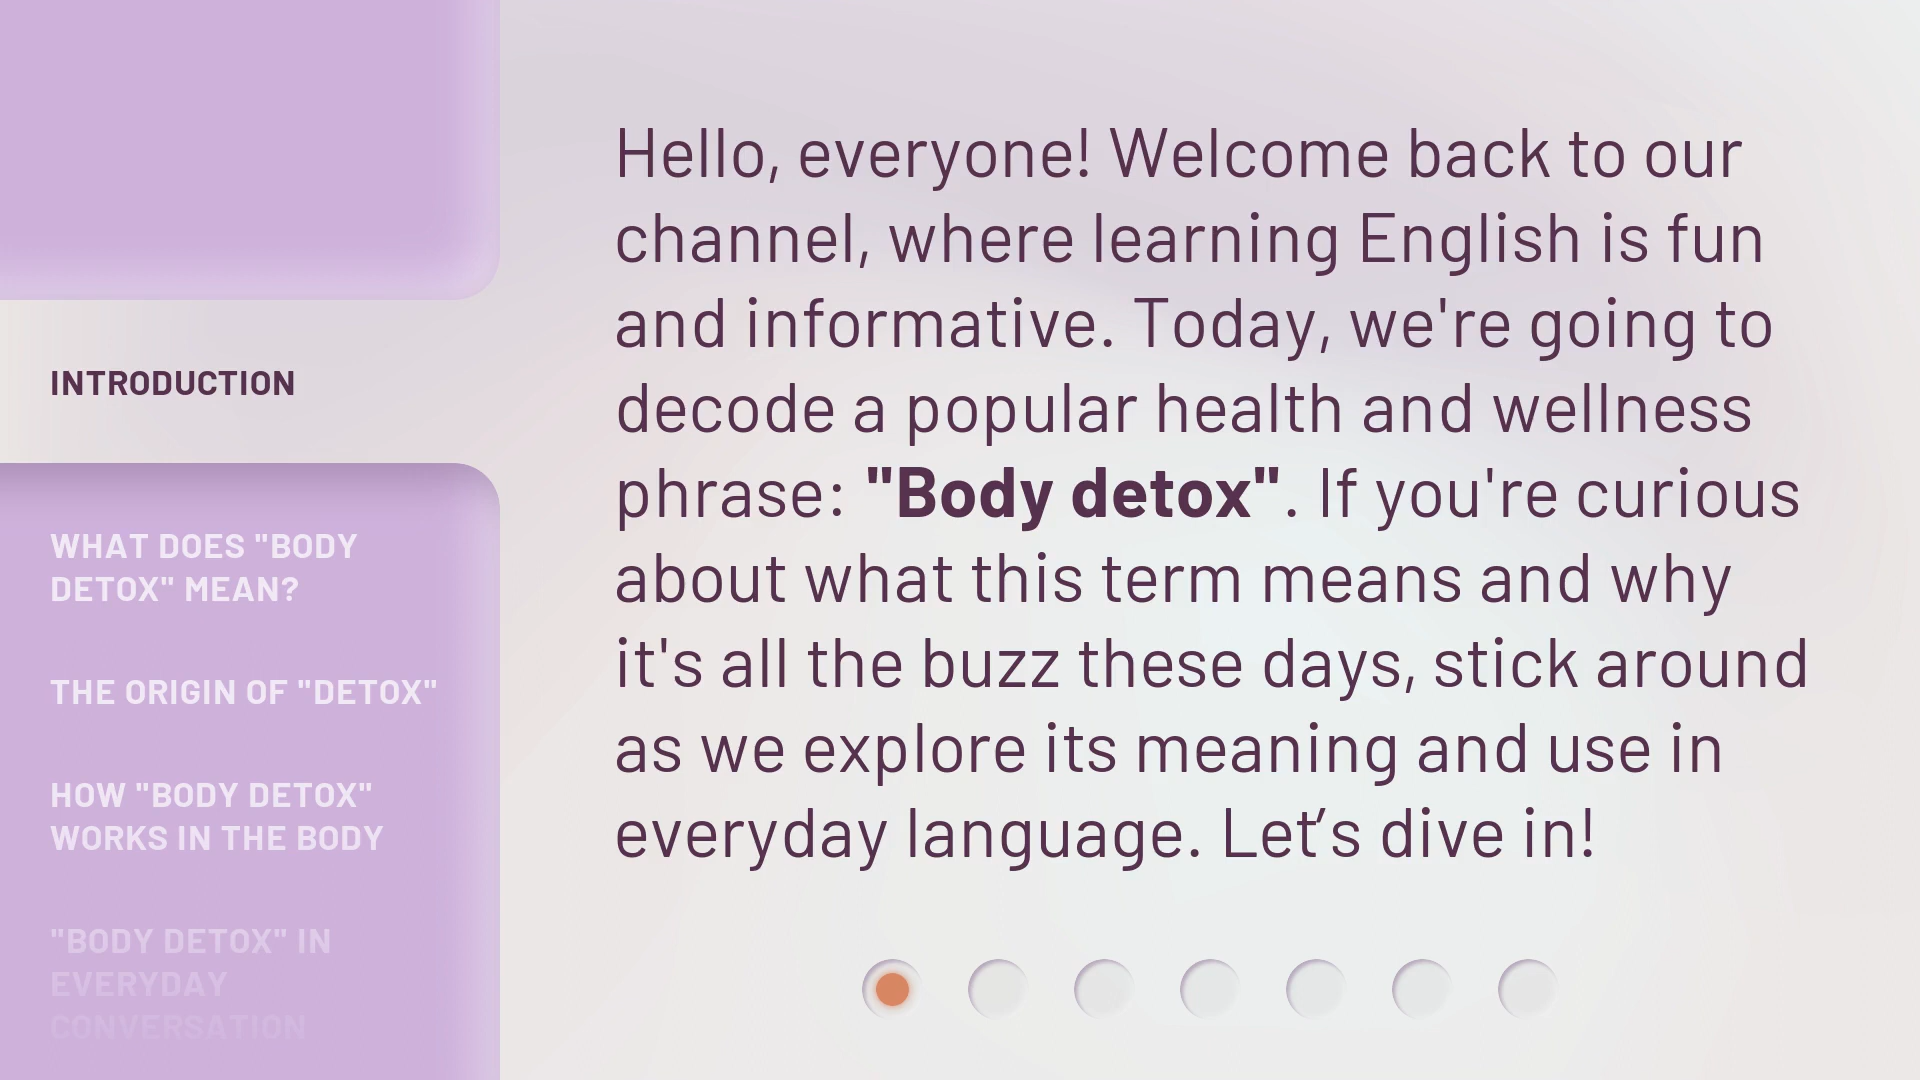 INTRODUCTION
WHAT DOES "BODY
DETOX" MEAN?
THE ORIGIN OF "DETOX"
HOW "BODY DETOX"
WORKS IN THE BODY
"BODY DETOX" IN
EVERYDAY
CONVERSATION
Hello, everyone! Welcome back to our
channel, where learning English is fun
and informative. Today, we're going to
decode a popular health and wellness
phrase: "Body detox". If you're curious
about what this term means and why
it's all the buzz these days, stick around
as we explore its meaning and use in
everyday language. Let’s dive in!